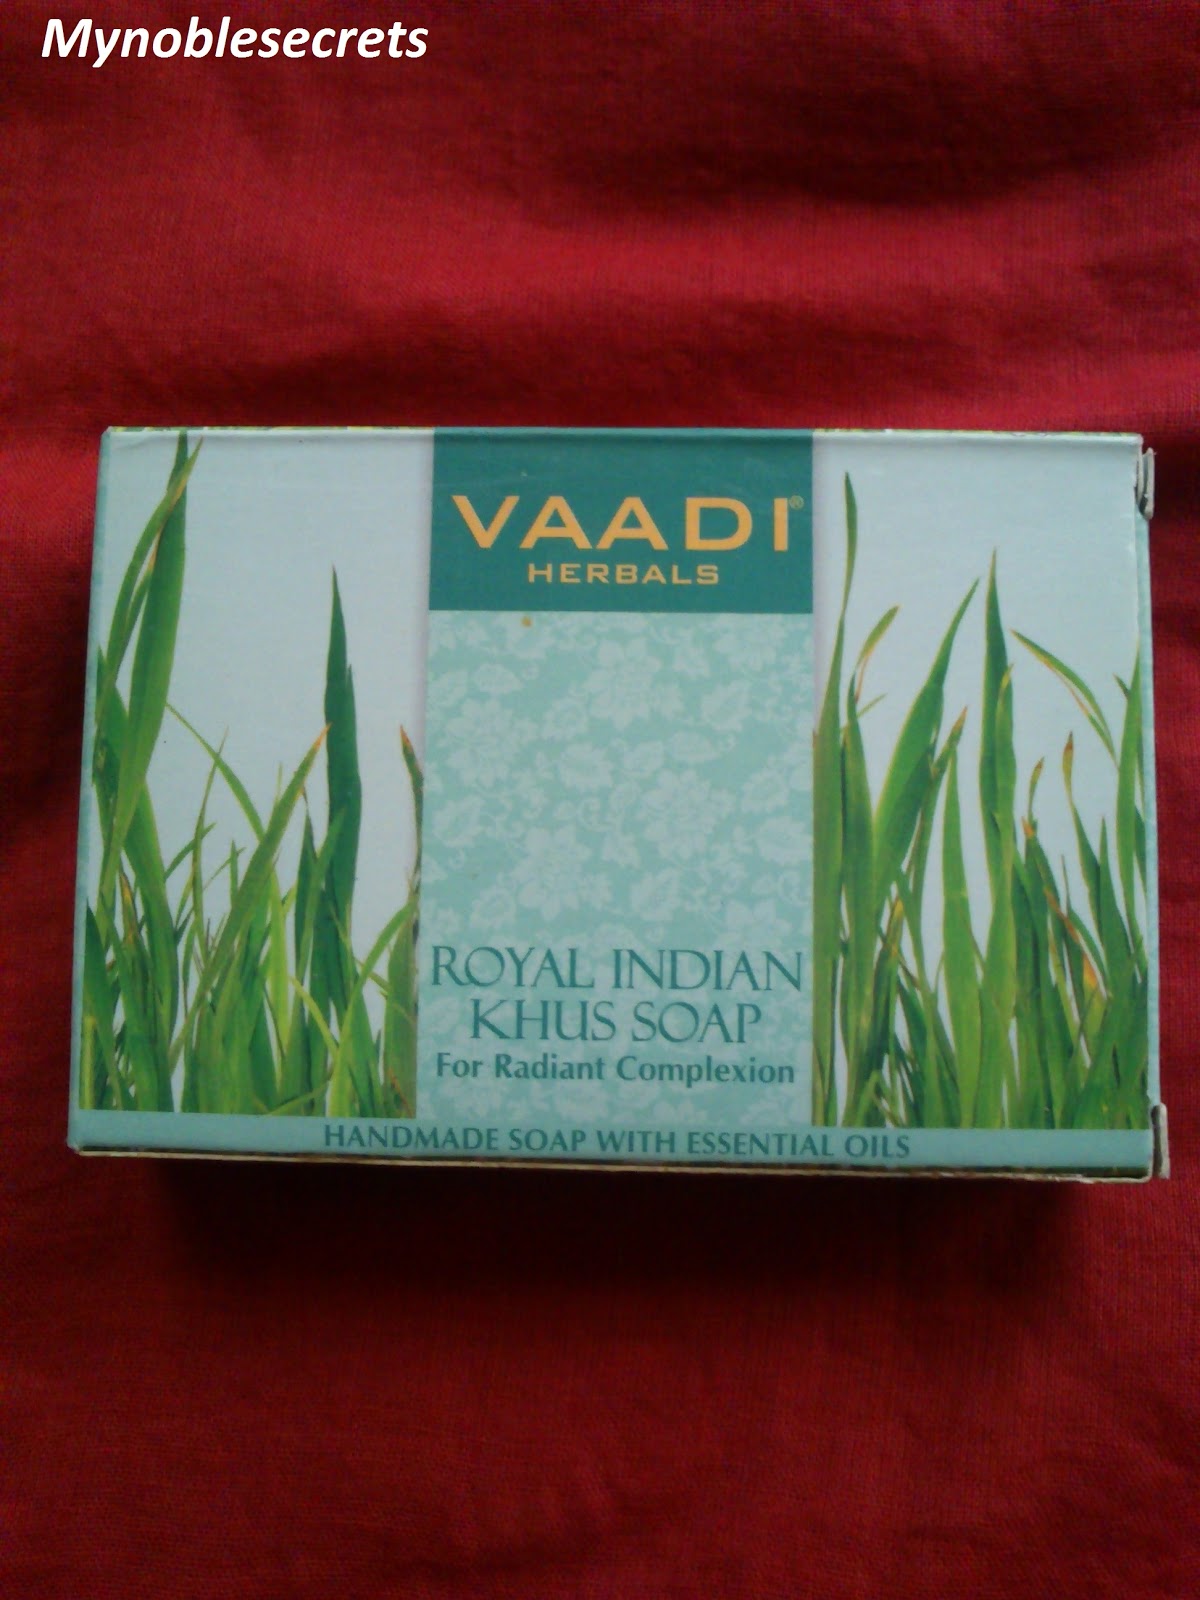 Mynoblesecrets
VAADI®
HERBALS
ROYAL INDIAN
KHUS SOAP
For Radiant Complexion
HANDMADE SOAP WITH ESSENTIAL OILS